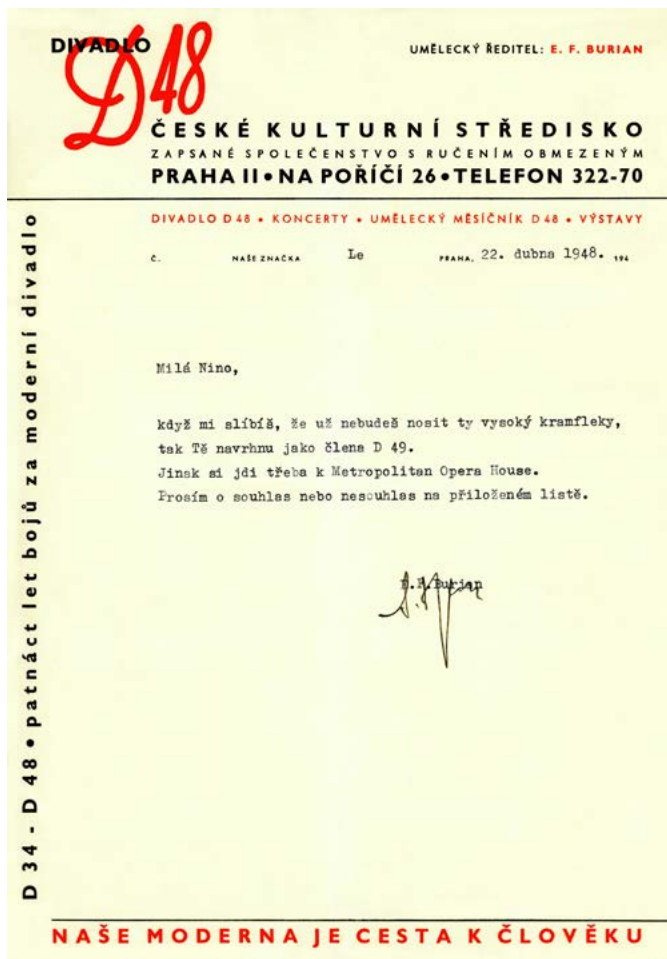 DIVADLO
D 48
UMĚLECKÝ ŘEDITEL: E. F. BURIAN
ČESKÉ KULTURNÍ STŘEDISKO
ZAPSANÉ SPOLEČENSTVO S RUČENÍM OBMEZENÝM
PRAHA II • NA POŘÍČÍ 26 • TELEFON 322-70
DIVADLO D 48 • KONCERTY • UMĚLECKÝ MĚSÍČNÍK D 48 • VÝSTAVY
Č. NAŠE ZNAČKA Le PRAHA, 22. dubna 1948. 194
Milá Nino,
když mi slíbíš, že už nebudeš nosit ty vysoký kramfleky,
tak Tě navrhnu jako člena D 49.
Jinak si jdi třeba k Metropolitan Opera House.
Prosím o souhlas nebo nesouhlas na přiloženém listě.
E.F.Burian
D 34 - D 48 • patnáct let bojů za moderní divadlo
NAŠE MODERNA JE CESTA K ČLOVĚKU